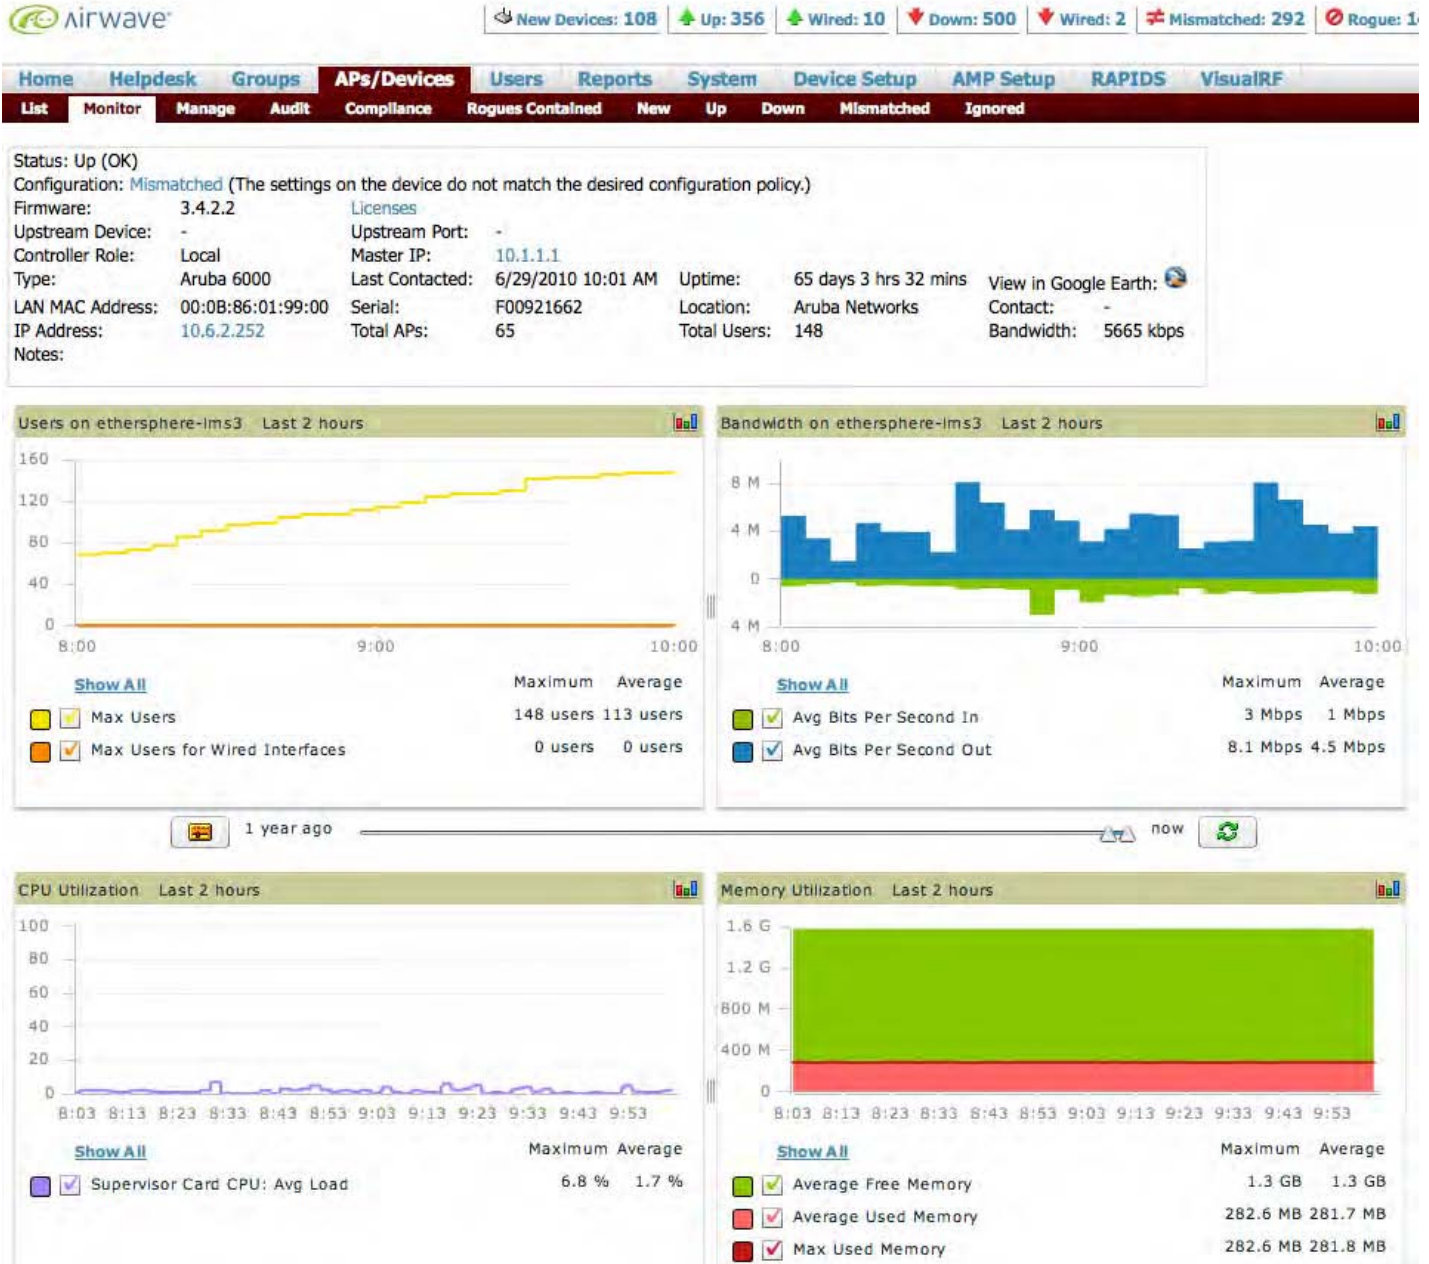 airwave
New Devices: 108 Up: 356 Wired: 10 Down: 500 Wired: 2 Mismatched: 292 Rogue:
Home Helpdesk Groups APs/Devices Users Reports System Device Setup AMP Setup RAPIDS VisualRF
List Monitor Manage Audit Compliance Rogues Contained New Up Down Mismatched Ignored
Status: Up (OK)
Configuration: Mismatched (The settings on the device do not match the desired configuration policy.)
Firmware: 3.4.2.2 Licenses
Upstream Device: - Upstream Port: -
Controller Role: Local Master IP: 10.1.1.1
Type: Aruba 6000 Last Contacted: 6/29/2010 10:01 AM Uptime: 65 days 3 hrs 32 mins View in Google Earth:
LAN MAC Address: 00:0B:86:01:99:00 Serial: F00921662 Location: Aruba Networks Contact: -
IP Address: 10.6.2.252 Total APs: 65 Total Users: 148 Bandwidth: 5665 kbps
Notes:
Users on ethersphere-lms3 Last 2 hours
160
120
80
40
0
8:00 9:00 10:00
Show All Maximum Average
Max Users 148 users 113 users
Max Users for Wired Interfaces 0 users 0 users
Bandwidth on ethersphere-lms3 Last 2 hours
8 M
4 M
0
4 M
8:00 9:00 10:00
Show All Maximum Average
Avg Bits Per Second In 3 Mbps 1 Mbps
Avg Bits Per Second Out 8.1 Mbps 4.5 Mbps
1 year ago now
CPU Utilization Last 2 hours
100
80
60
40
20
0
8:03 8:13 8:23 8:33 8:43 8:53 9:03 9:13 9:23 9:33 9:43 9:53
Show All Maximum Average
Supervisor Card CPU: Avg Load 6.8 % 1.7 %
Memory Utilization Last 2 hours
1.6 G
1.2 G
800 M
400 M
0
8:03 8:13 8:23 8:33 8:43 8:53 9:03 9:13 9:23 9:33 9:43 9:53
Show All Maximum Average
Average Free Memory 1.3 GB 1.3 GB
Average Used Memory 282.6 MB 281.7 MB
Max Used Memory 282.6 MB 281.8 MB